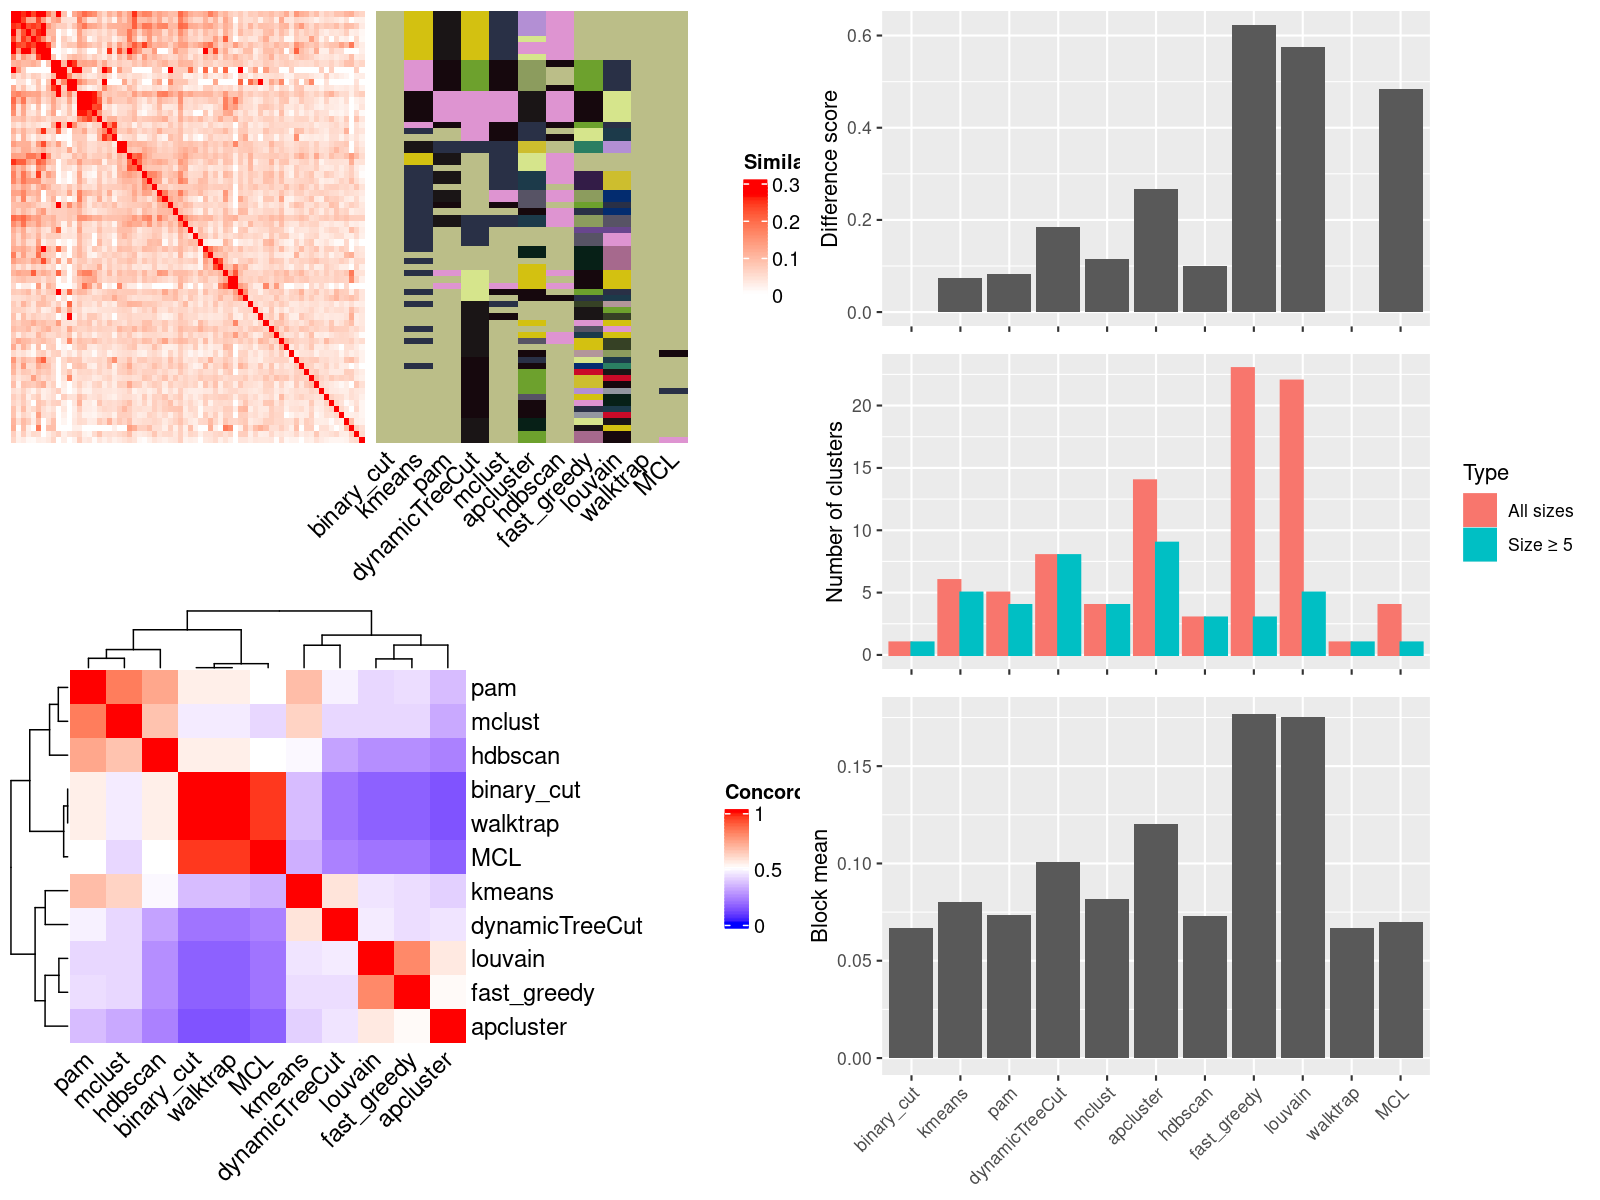 Simila
0.3
0.2
0.1
0
binary_cut
kmeans
pam
dynamicTreeCut
mclust
apcluster
hdbscan
fast_greedy
louvain
walktrap
MCL
pam
mclust
hdbscan
binary_cut
walktrap
MCL
kmeans
dynamicTreeCut
louvain
fast_greedy
apcluster
pam
mclust
hdbscan
binary_cut
walktrap
MCL
kmeans
dynamicTreeCut
louvain
fast_greedy
apcluster
Concord
1
0.5
0
Difference score
0.6
0.4
0.2
0.0
Number of clusters
20
15
10
5
0
Type
All sizes
Size ≥ 5
Block mean
0.15
0.10
0.05
0.00
binary_cut
kmeans
pam
dynamicTreeCut
mclust
apcluster
hdbscan
fast_greedy
louvain
walktrap
MCL